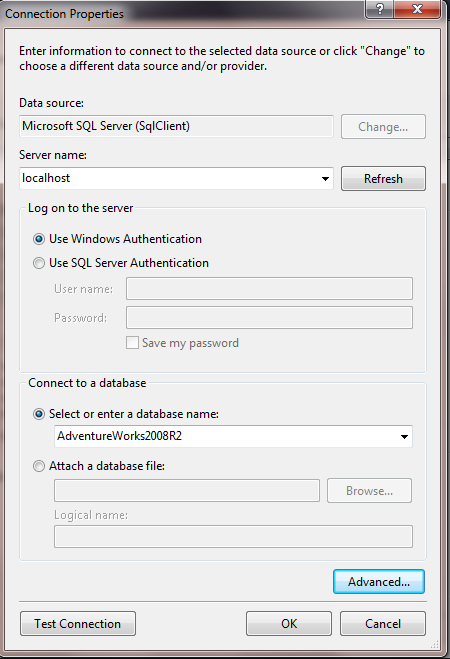 Connection Properties
Enter information to connect to the selected data source or click "Change" to
choose a different data source and/or provider.
Data source:
Microsoft SQL Server (SqlClient)
Change...
Server name:
localhost
Refresh
Log on to the server
Use Windows Authentication
Use SQL Server Authentication
User name:
Password:
Save my password
Connect to a database
Select or enter a database name:
AdventureWorks2008R2
Attach a database file:
Browse...
Logical name:
Advanced...
Test Connection
OK
Cancel